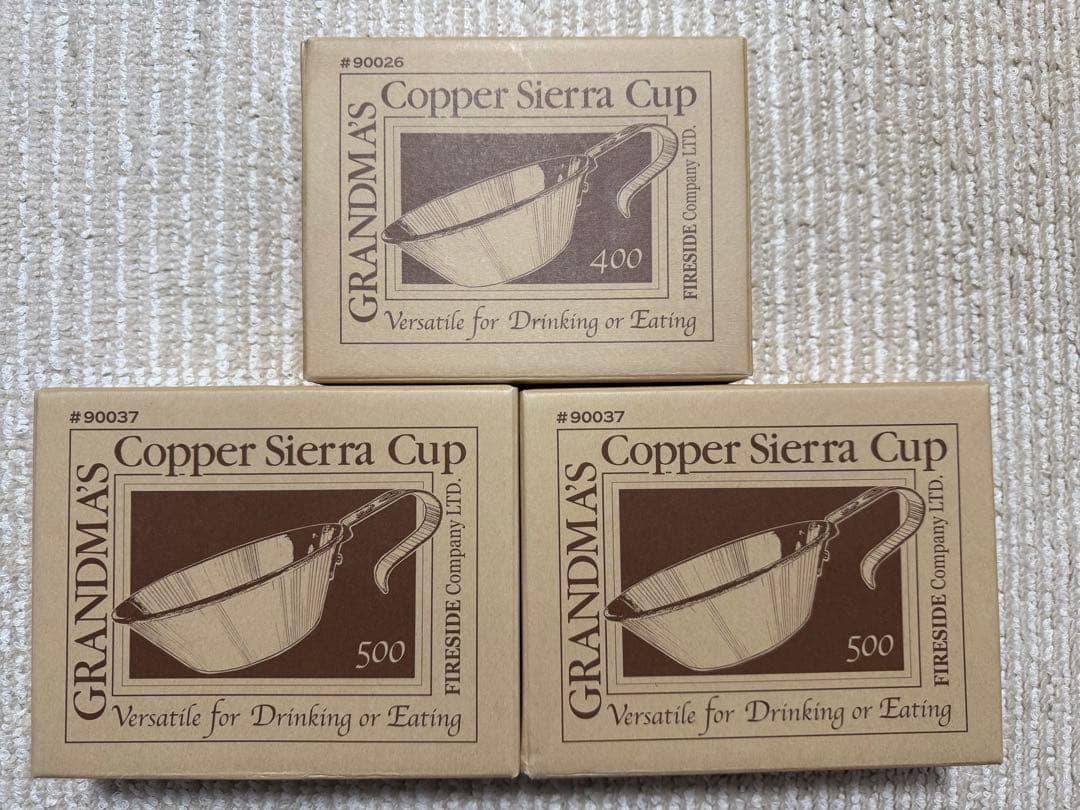 #90026
Copper Sierra Cup
GRANDMA'S
FIRESIDE Company LTD.
400
Versatile for Drinking or Eating
#90037
Copper Sierra Cup
GRANDMA'S
FIRESIDE Company LTD.
500
Versatile for Drinking or Eating
#90037
Copper Sierra Cup
GRANDMA'S
FIRESIDE Company LTD.
500
Versatile for Drinking or Eating